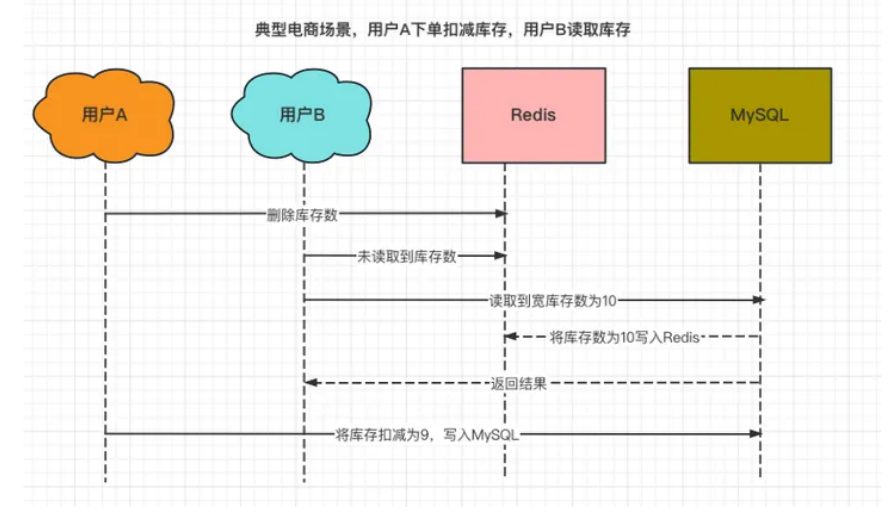 典型电商场景，用户A下单扣减库存，用户B读取库存
用户A
用户B
Redis
MySQL
删除库存数
未读取到库存数
读取到宽库存数为10
将库存数为10写入Redis
返回结果
将库存扣减为9，写入MySQL